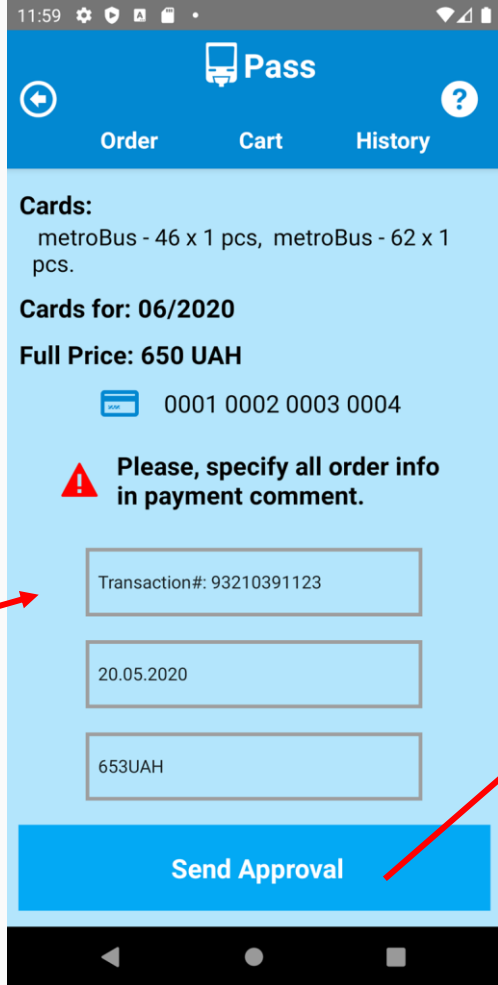 11:59
Pass
?
Order Cart History
Cards:
metroBus - 46 x 1 pcs, metroBus - 62 x 1
pcs.
Cards for: 06/2020
Full Price: 650 UAH
0001 0002 0003 0004
Please, specify all order info
in payment comment.
Transaction#: 93210391123
20.05.2020
653UAH
Send Approval